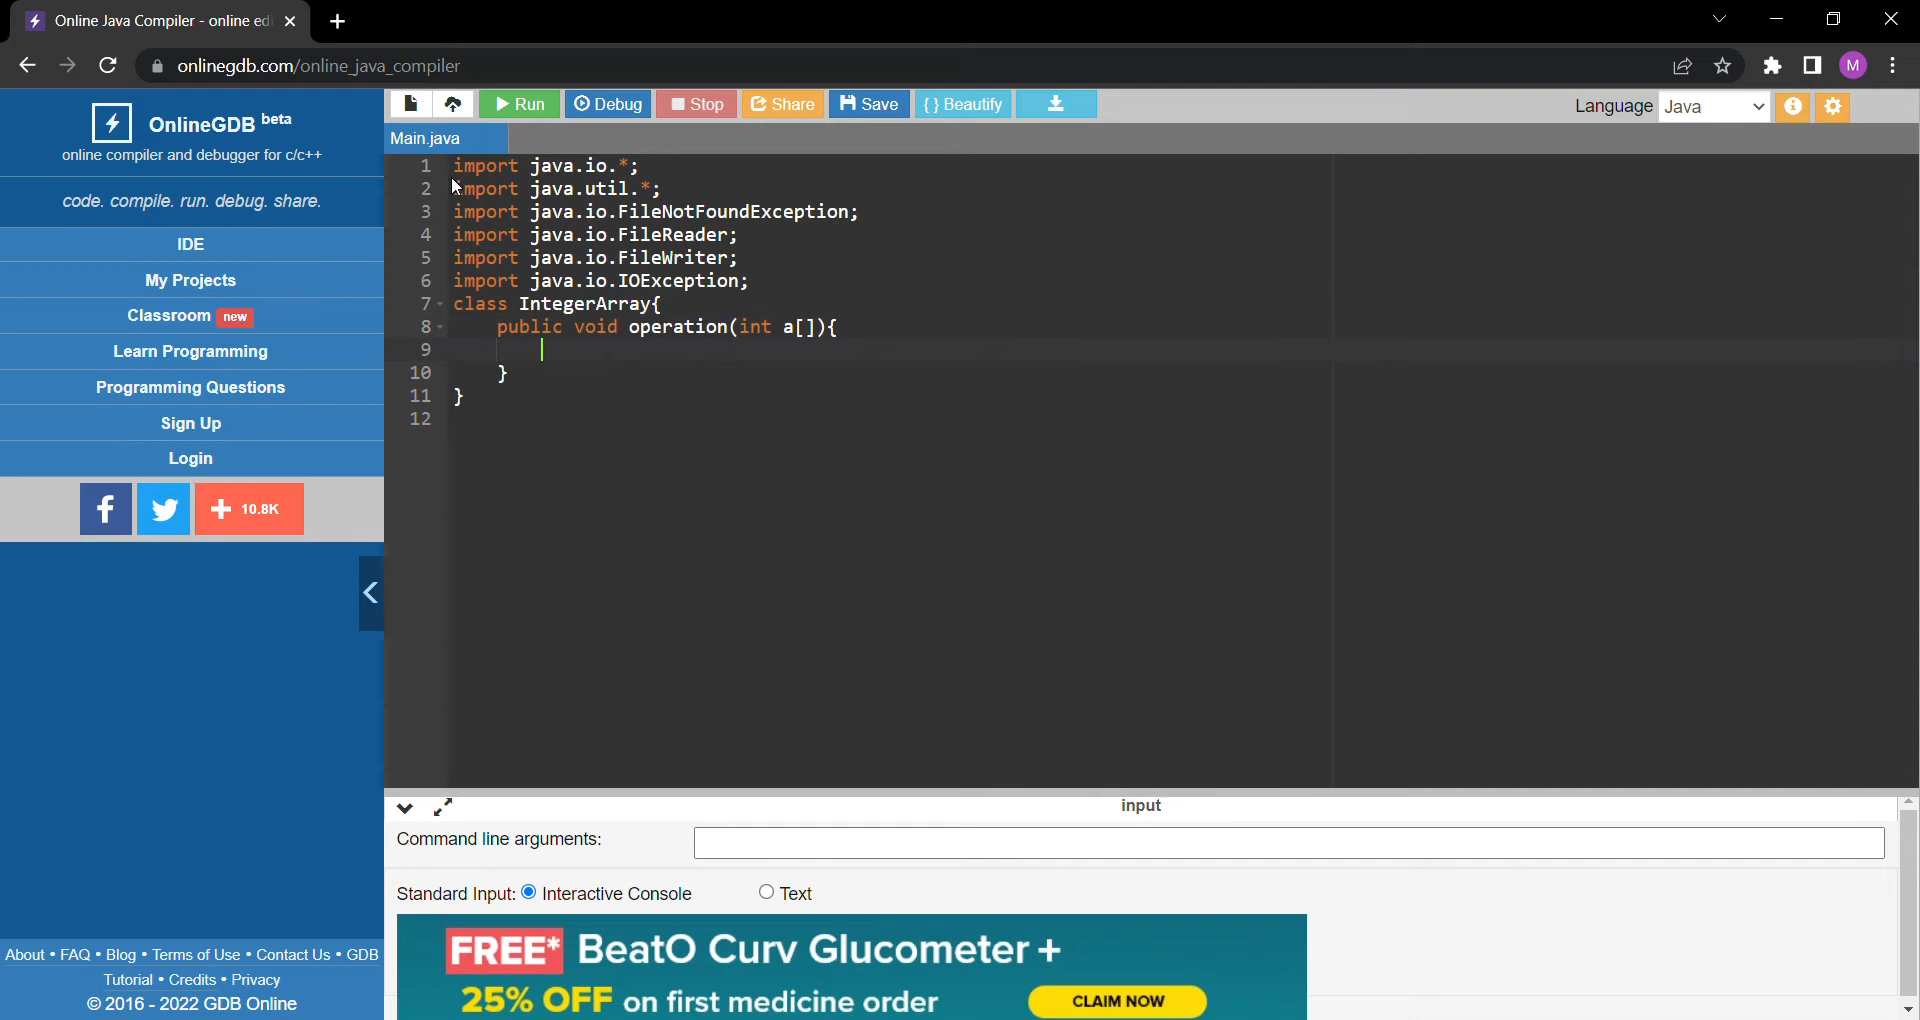 Online Java Compiler - online edi
onlinegdb.com/online_java_compiler
M
OnlineGDB beta
online compiler and debugger for c/c++
code. compile. run. debug. share.
IDE
My Projects
Classroom new
Learn Programming
Programming Questions
Sign Up
Login
f + 10.8K
About • FAQ • Blog • Terms of Use • Contact Us • GDB
Tutorial • Credits • Privacy
© 2016 - 2022 GDB Online
Run Debug Stop Share Save { } Beautify
Language Java
Main.java
1 import java.io.*;
2 import java.util.*;
3 import java.io.FileNotFoundException;
4 import java.io.FileReader;
5 import java.io.FileWriter;
6 import java.io.IOException;
7 class IntegerArray{
8 public void operation(int a[]){
9
10 }
11 }
12
input
Command line arguments:
Standard Input: Interactive Console Text
FREE* BeatO Curv Glucometer +
25% OFF on first medicine order
CLAIM NOW